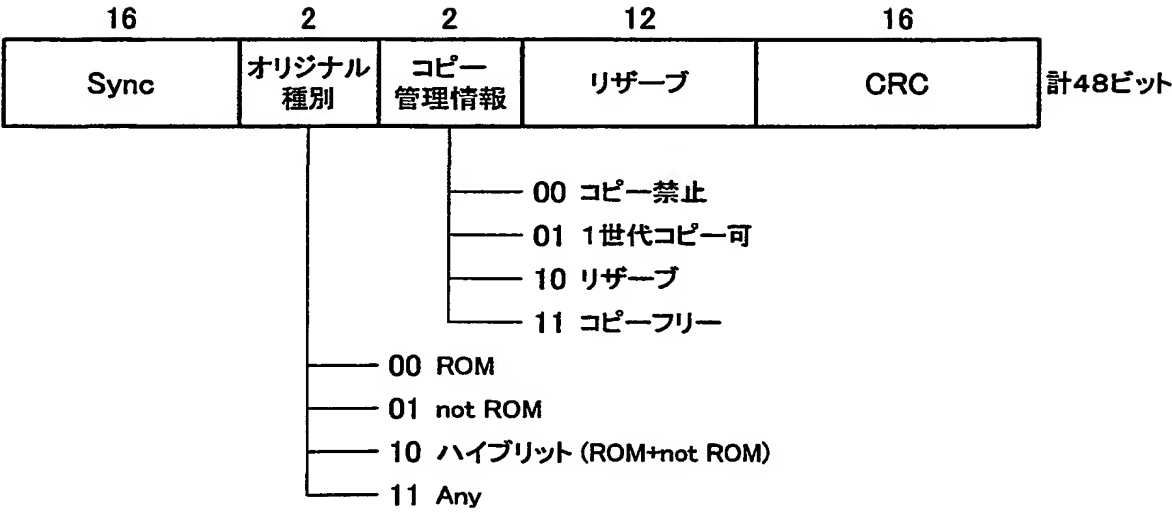 16 2 2 12 16
Sync オリジナル種別 コピー管理情報 リザーブ CRC 計48ビット
00 コピー禁止
01 1世代コピー可
10 リザーブ
11 コピーフリー
00 ROM
01 not ROM
10 ハイブリット (ROM+not ROM)
11 Any